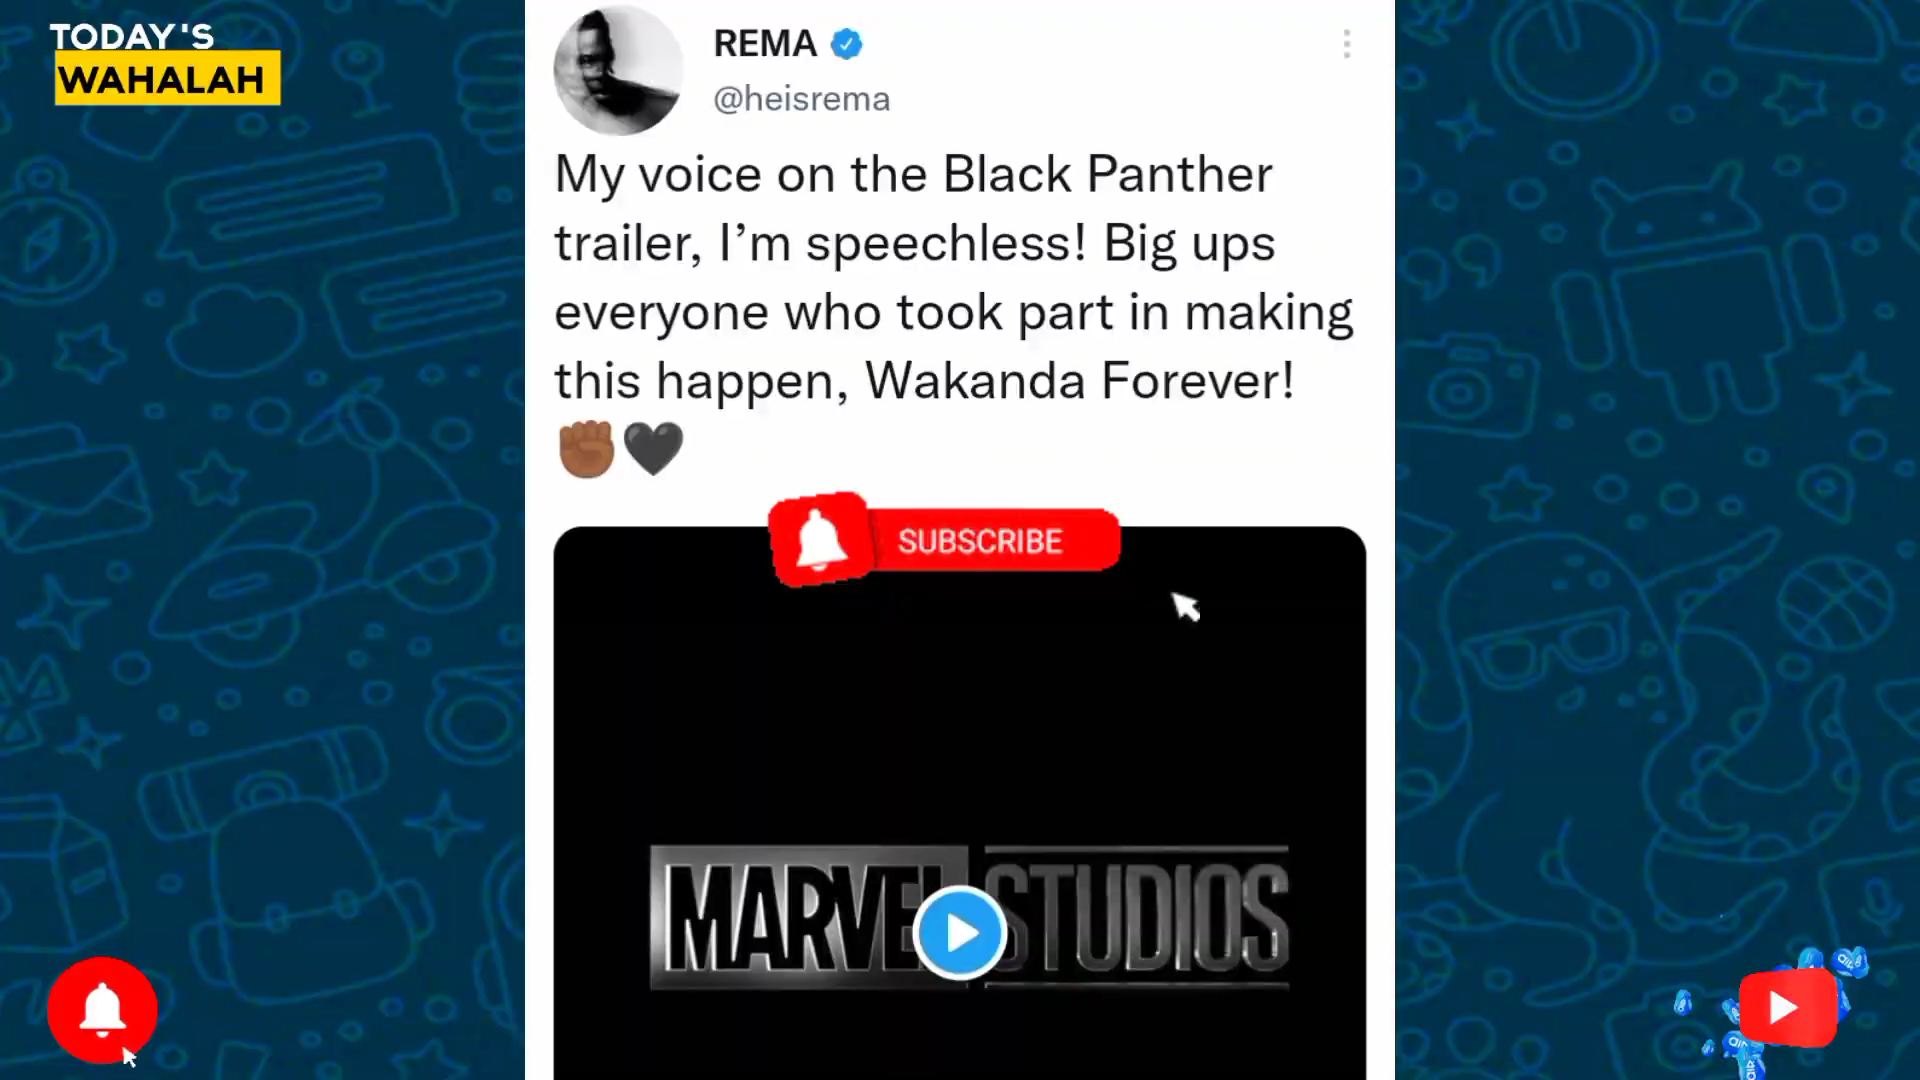 TODAY'S
WAHALAH
REMA
@heisrema
My voice on the Black Panther
trailer, I’m speechless! Big ups
everyone who took part in making
this happen, Wakanda Forever!
✊🏾🖤
SUBSCRIBE
MARVEL STUDIOS